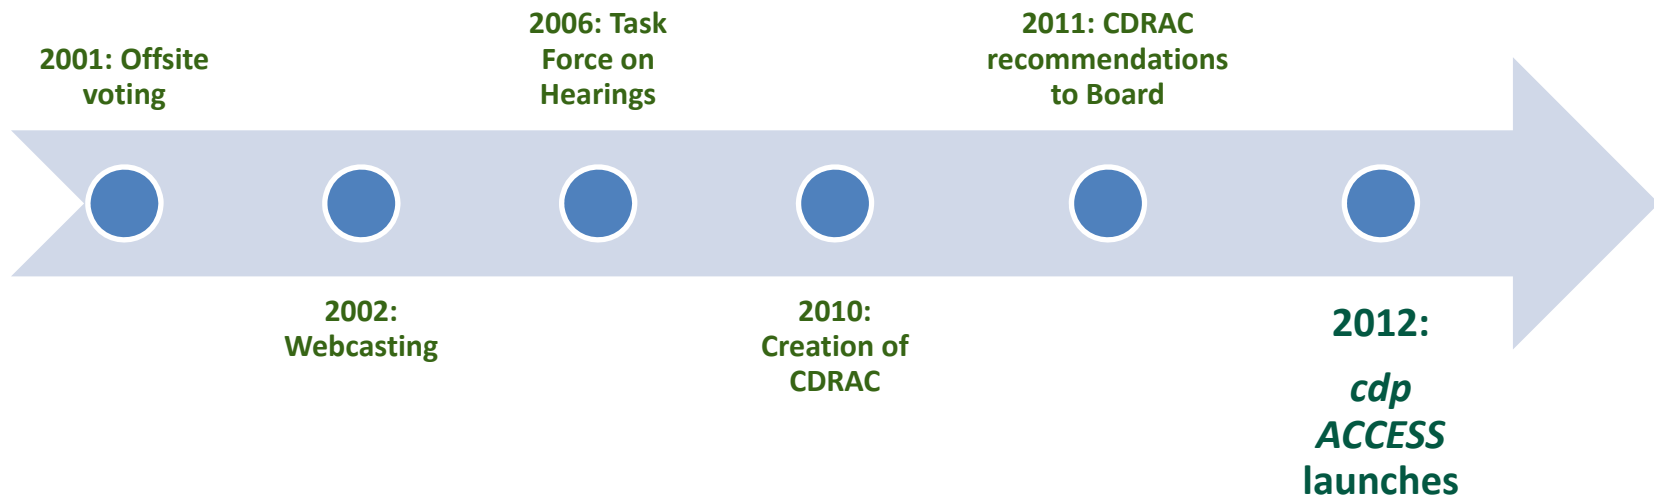 2001: Offsite
voting
2002:
Webcasting
2006: Task
Force on
Hearings
2010:
Creation of
CDRAC
2011: CDRAC
recommendations
to Board
2012:
cdp
ACCESS
launches